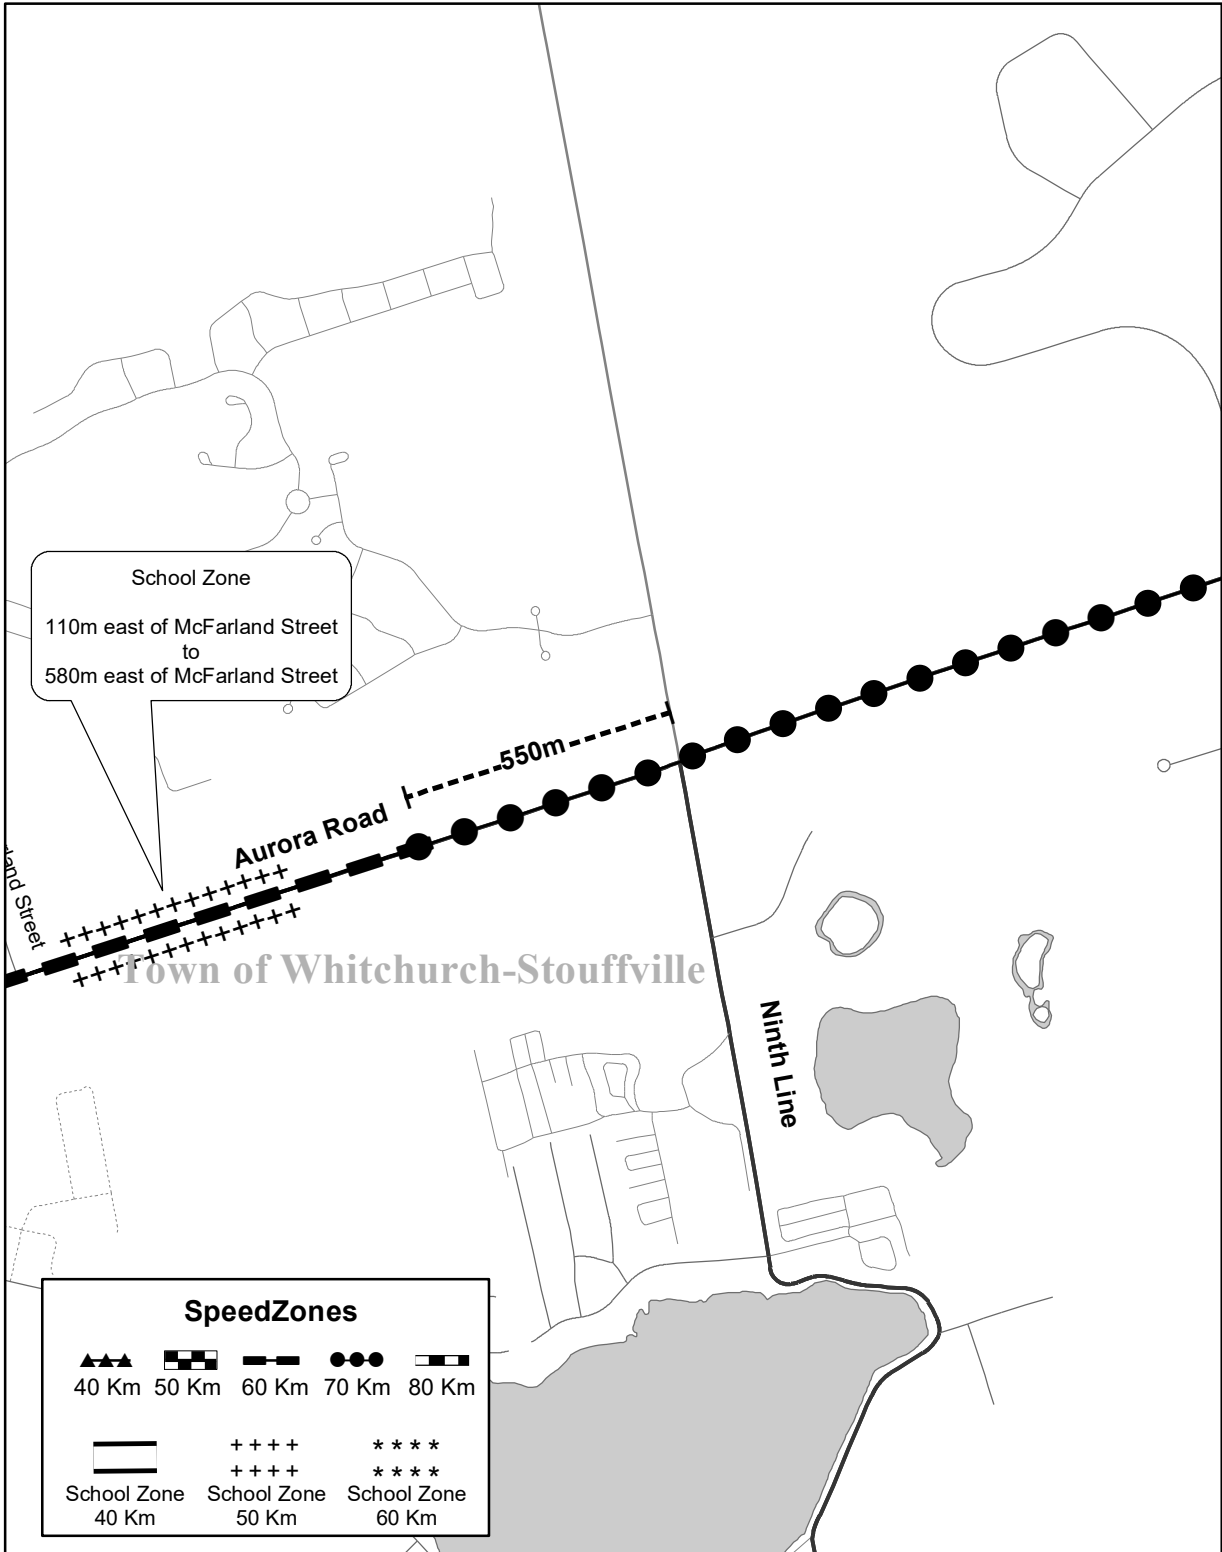 School Zone
110m east of McFarland Street
to
580m east of McFarland Street
550m
Aurora Road
rland Street
Town of Whitchurch-Stouffville
Ninth Line
SpeedZones
40 Km 50 Km 60 Km 70 Km 80 Km
School Zone School Zone School Zone
40 Km 50 Km 60 Km